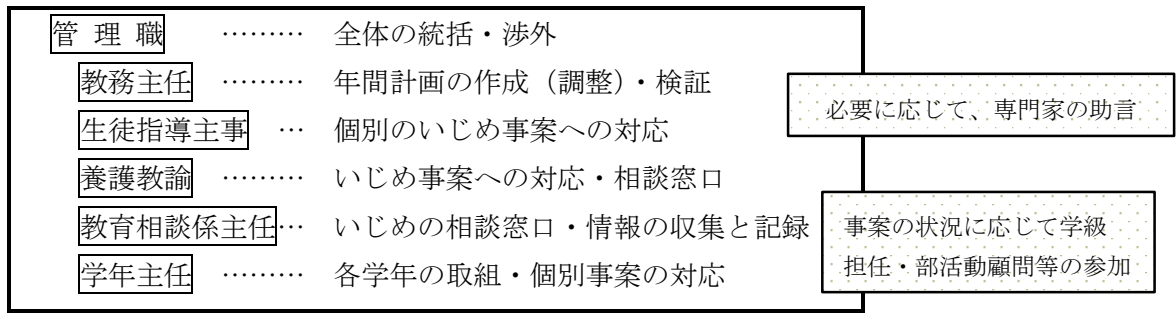 管 理 職 ……… 全体の統括・渉外
教務主任 ……… 年間計画の作成（調整）・検証
生徒指導主事 … 個別のいじめ事案への対応
養護教諭 ……… いじめ事案への対応・相談窓口
教育相談係主任… いじめの相談窓口・情報の収集と記録
学年主任 ……… 各学年の取組・個別事案の対応
必要に応じて、専門家の助言
事案の状況に応じて学級
担任・部活動顧問等の参加